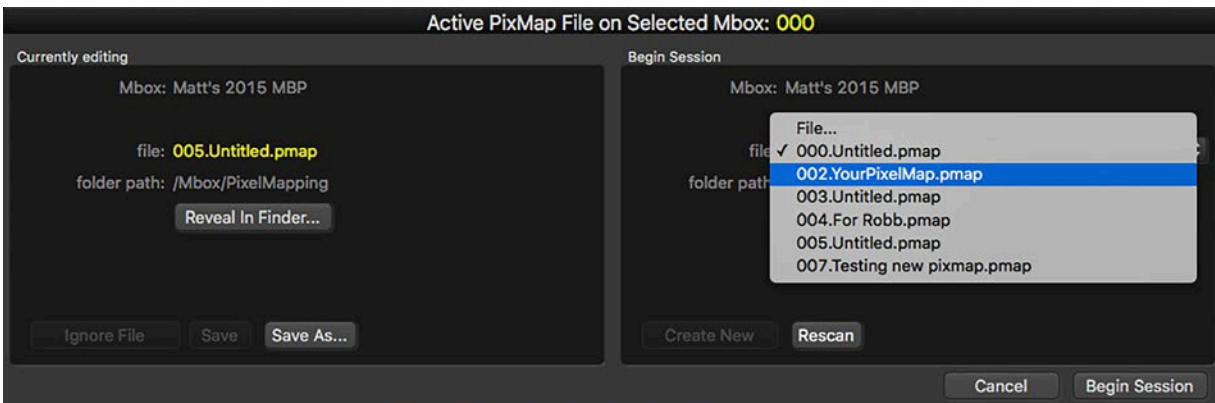 Active PixMap File on Selected Mbox: 000
Currently editing
Mbox: Matt's 2015 MBP
file: 005.Untitled.pmap
folder path: /Mbox/PixelMapping
Reveal In Finder...
Ignore File Save Save As...
Begin Session
Mbox: Matt's 2015 MBP
File...
file ✓ 000.Untitled.pmap
folder path 002.YourPixelMap.pmap
003.Untitled.pmap
004.For Robb.pmap
005.Untitled.pmap
007.Testing new pixmap.pmap
Create New Rescan
Cancel Begin Session